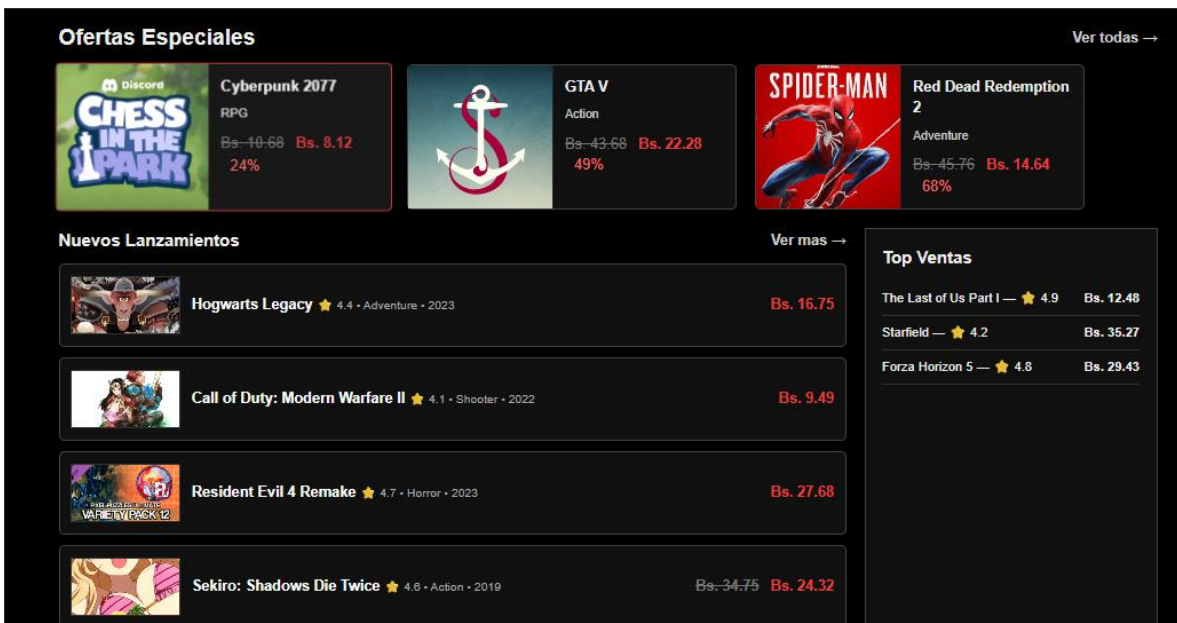 Ofertas Especiales
Ver todas →
Discord
CHESS
IN THE
PARK
Cyberpunk 2077
RPG
Bs. 10.68 Bs. 8.12
24%
GTA V
Action
Bs. 43.68 Bs. 22.28
49%
SPIDER-MAN
Red Dead Redemption
2
Adventure
Bs. 45.76 Bs. 14.64
68%
Nuevos Lanzamientos
Ver mas →
Hogwarts Legacy ⭐ 4.4 • Adventure • 2023
Bs. 16.75
Call of Duty: Modern Warfare II ⭐ 4.1 • Shooter • 2022
Bs. 9.49
Resident Evil 4 Remake ⭐ 4.7 • Horror • 2023
Bs. 27.68
VARIETY PACK 12
Sekiro: Shadows Die Twice ⭐ 4.6 • Action • 2019
Bs. 34.75 Bs. 24.32
Top Ventas
The Last of Us Part I — ⭐ 4.9 Bs. 12.48
Starfield — ⭐ 4.2 Bs. 35.27
Forza Horizon 5 — ⭐ 4.8 Bs. 29.43